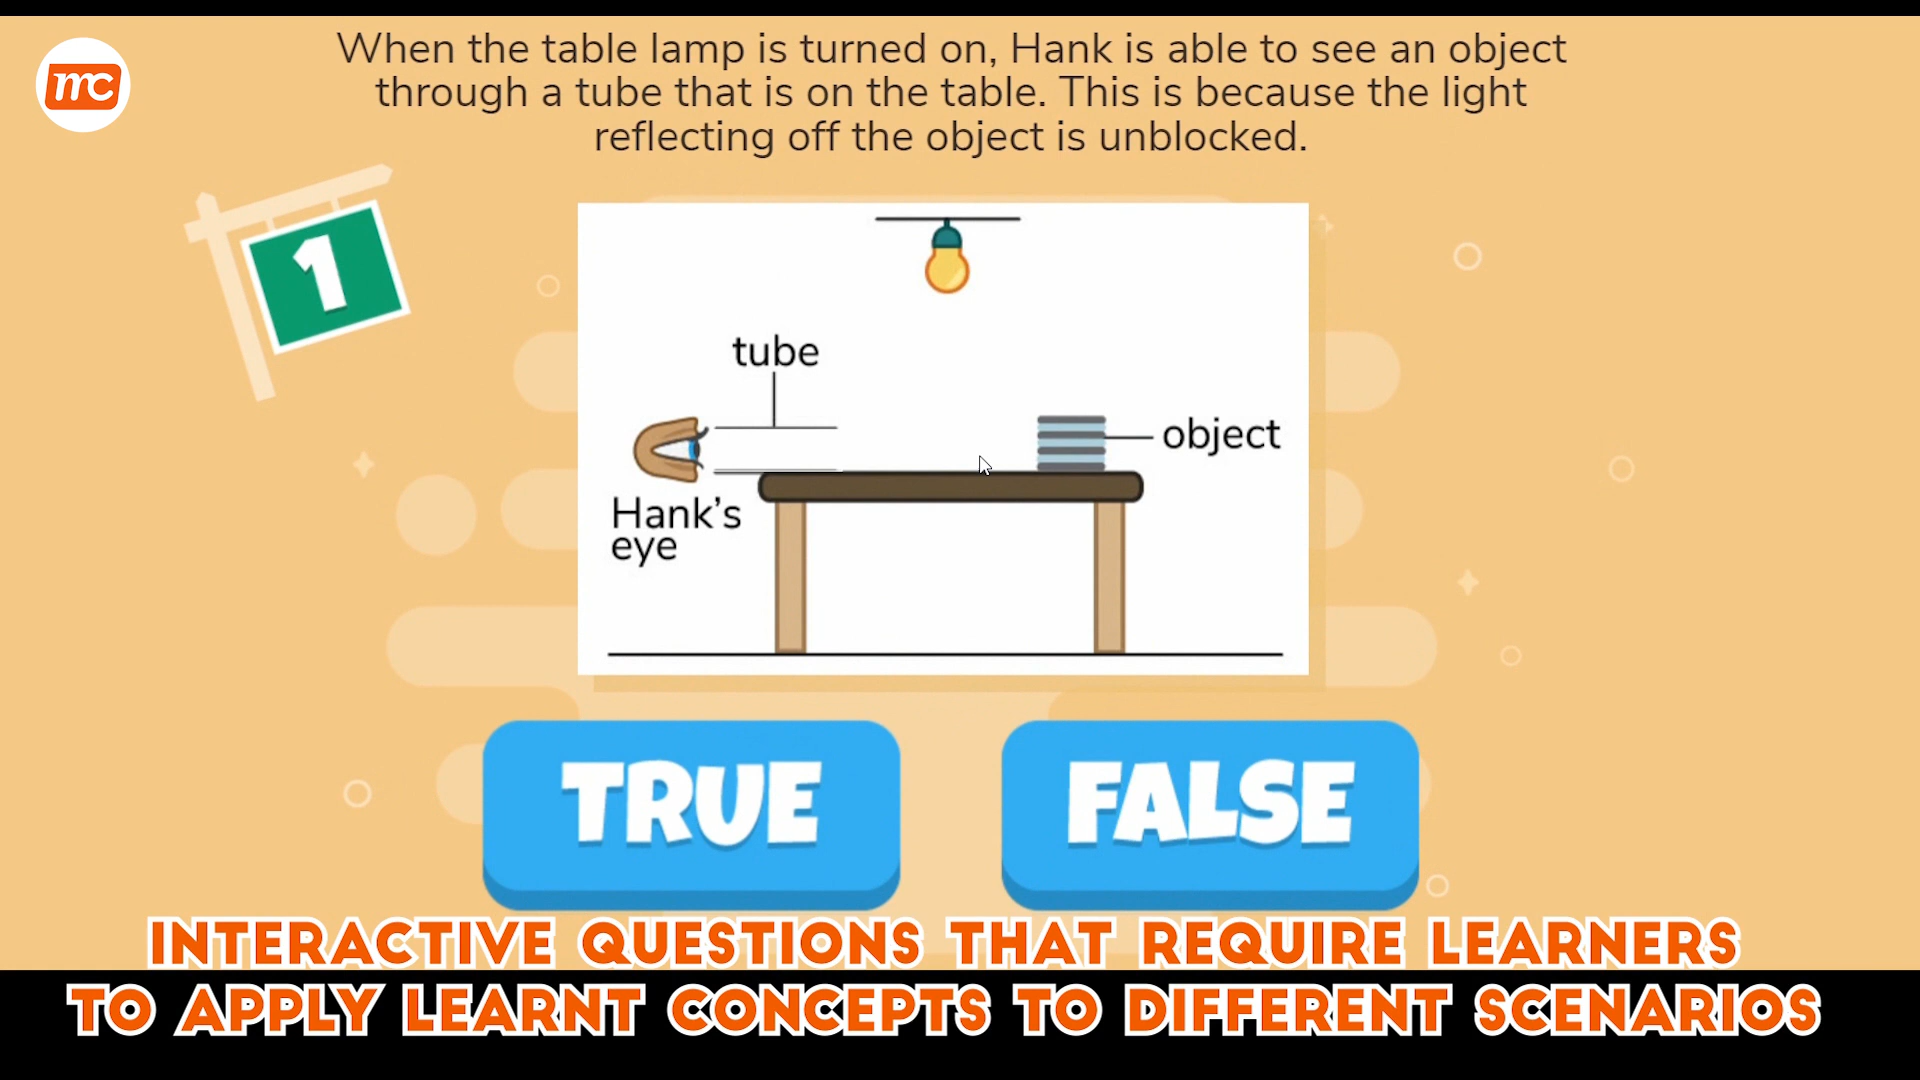 mc
When the table lamp is turned on, Hank is able to see an object
through a tube that is on the table. This is because the light
reflecting off the object is unblocked.
1
tube
object
Hank's
eye
TRUE
FALSE
INTERACTIVE QUESTIONS THAT REQUIRE LEARNERS
TO APPLY LEARNT CONCEPTS TO DIFFERENT SCENARIOS